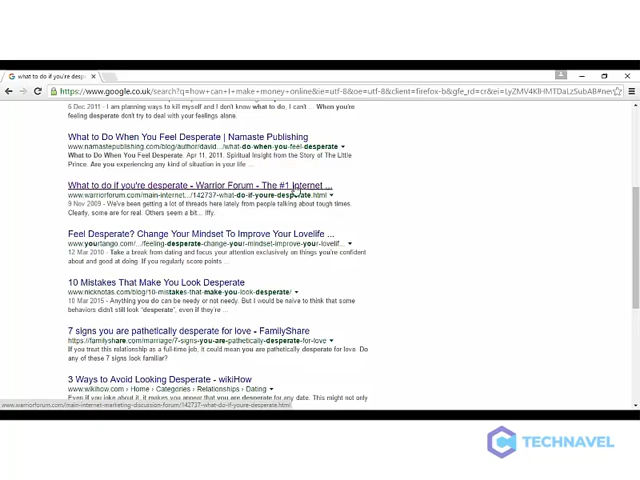 what to do if you're desp
https://www.google.co.uk/search?q=how+can+I+make+money+online&ie=utf-8&oe=utf-8&client=firefox-b&gfe_rd=cr&ei=LyZMV4KlHMTDaLzSubAB#ne
6 Dec 2011 - I am planning ways to kill myself and I don't know what to do, I can't ... When you're
feeling desperate don't try to deal with your feelings alone.
What to Do When You Feel Desperate | Namaste Publishing
www.namastepublishing.com/blog/author/david.../what-do-when-you-feel-desperate
What to Do When You Feel Desperate. Apr 11, 2011. Spiritual Insight from the Story of The Little
Prince. Are you experiencing any kind of situation in your life ...
What to do if you're desperate - Warrior Forum - The #1 Internet ...
www.warriorforum.com/main-internet.../142737-what-do-if-youre-desperate.html
9 Nov 2009 - We've been getting a lot of threads here lately from people talking about tough times.
Clearly, some are for real. Others seem a bit... Iffy.
Feel Desperate? Change Your Mindset To Improve Your Lovelife ...
www.yourtango.com/.../feeling-desperate-change-your-mindset-improve-your-lovelif...
12 Mar 2010 - Take a break from dating and focus your attention exclusively on things you're confident
about and good at doing. If you regularly score points ...
10 Mistakes That Make You Look Desperate
www.nicknotas.com/blog/10-mistakes-that-make-you-look-desperate/
10 Mar 2015 - Anything you do can be needy or not needy. But I would be naive to think that some
behaviors didn't still look "desperate", even if they're ...
7 signs you are pathetically desperate for love - FamilyShare
https://familyshare.com/marriage/7-signs-you-are-pathetically-desperate-for-love
If you treat this relationship as a full-time job, it could mean you are pathetically desperate for love. Do
any of these 7 signs look familiar?
3 Ways to Avoid Looking Desperate - wikiHow
www.wikihow.com › Home › Categories › Relationships › Dating
Even if you like about it, it makes you appear that you are desperate for any date. This might not only
www.warriorforum.com/main-internet-marketing-discussion-forum/142737-what-do-if-youre-desperate.html
TECHNAVEL